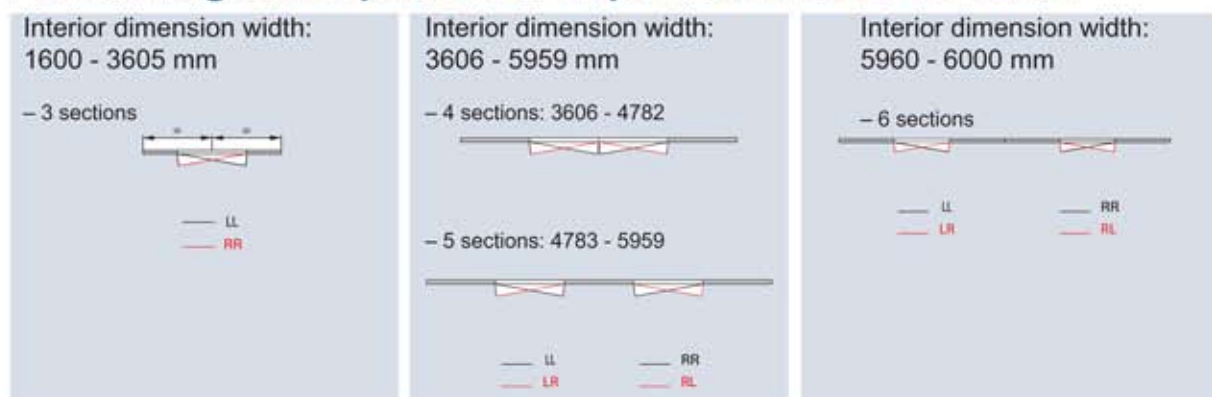 Interior dimension width:
1600 - 3605 mm
– 3 sections
LL
RR
Interior dimension width:
3606 - 5959 mm
– 4 sections: 3606 - 4782
– 5 sections: 4783 - 5959
LL RR
LR RL
Interior dimension width:
5960 - 6000 mm
– 6 sections
LL RR
LR RL